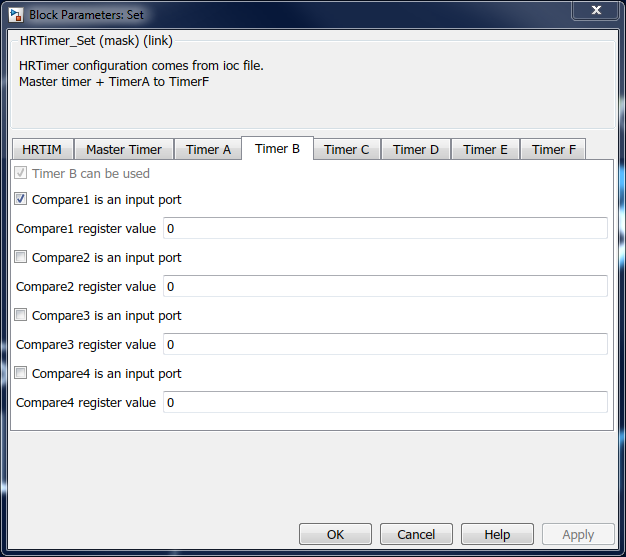 Block Parameters: Set
HRTimer_Set (mask) (link)
HRTimer configuration comes from ioc file.
Master timer + TimerA to TimerF
HRTIM Master Timer Timer A Timer B Timer C Timer D Timer E Timer F
Timer B can be used
Compare1 is an input port
Compare1 register value 0
Compare2 is an input port
Compare2 register value 0
Compare3 is an input port
Compare3 register value 0
Compare4 is an input port
Compare4 register value 0
OK Cancel Help Apply